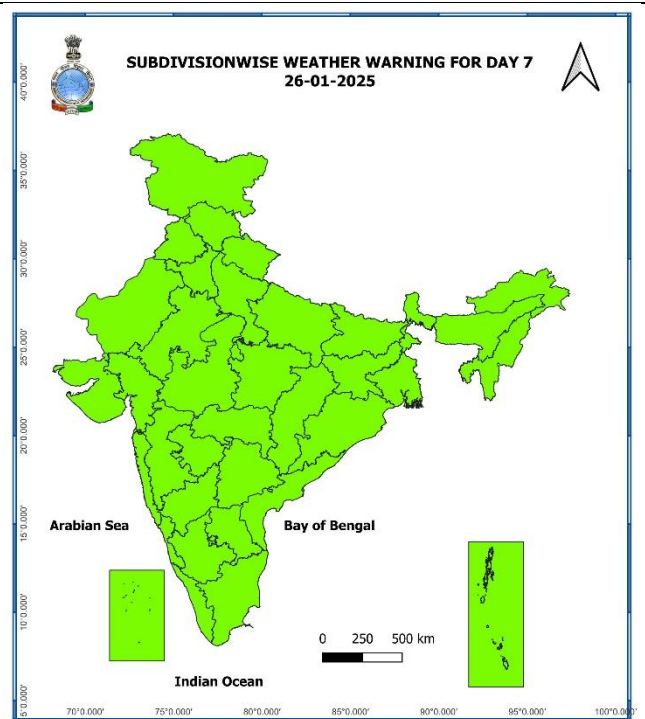 SUBDIVISIONWISE WEATHER WARNING FOR DAY 7
26-01-2025
40°0.000'
35°0.000'
30°0.000'
25°0.000'
20°0.000'
15°0.000'
10°0.000'
5°0.000'
Arabian Sea
Bay of Bengal
0 250 500 km
Indian Ocean
70°0.000' 75°0.000' 80°0.000' 85°0.000' 90°0.000' 95°0.000' 100°0.000'